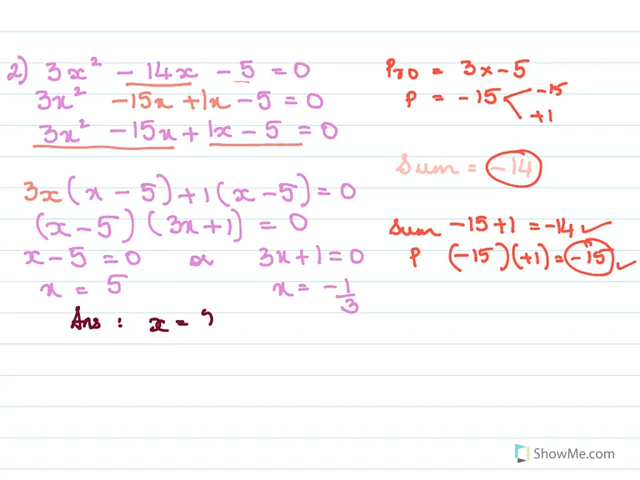 2) 3x² - 14x - 5 = 0
3x² -15x +1x - 5 = 0
3x² - 15x + 1x - 5 = 0
3x (x - 5) + 1 (x - 5) = 0
(x - 5) (3x + 1) = 0
x - 5 = 0 or 3x + 1 = 0
x = 5 x = -1/3
Ans : x =
Pro = 3 x - 5
P = - 15 -15
+1
Sum = -14
Sum -15 + 1 = -14 ✓
P (-15) (+1) = -15 ✓
ShowMe.com